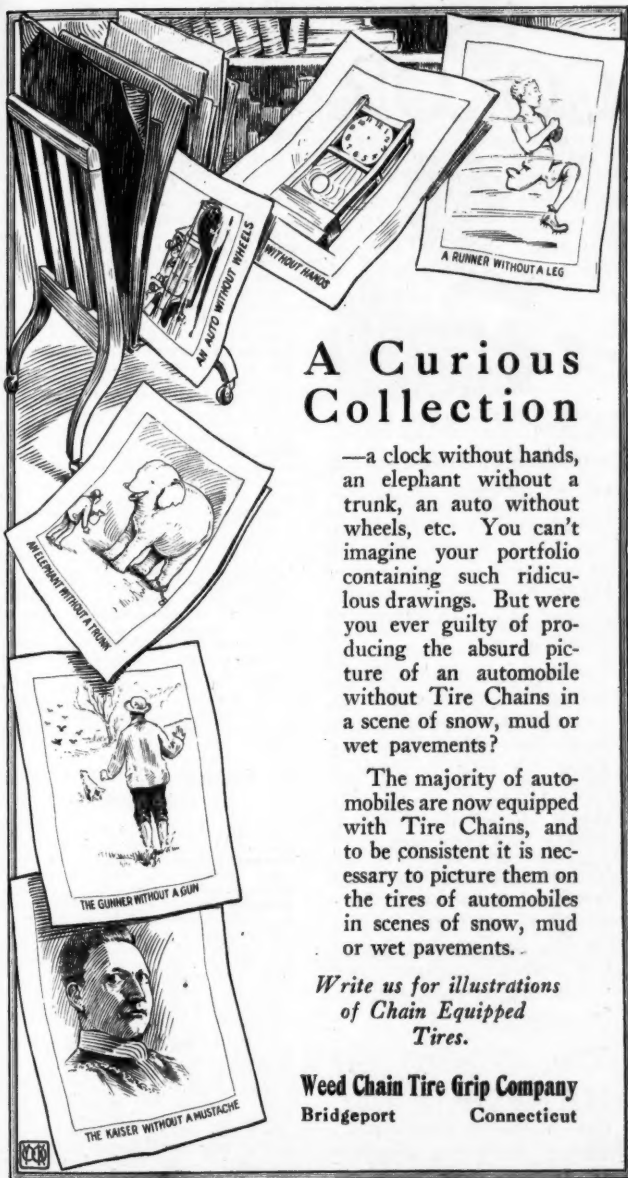 AN AUTO WITHOUT WHEELS
WITHOUT HANDS
A RUNNER WITHOUT A LEG
A Curious
Collection
—a clock without hands,
an elephant without a
trunk, an auto without
wheels, etc. You can't
imagine your portfolio
containing such ridicu-
lous drawings. But were
you ever guilty of pro-
ducing the absurd pic-
ture of an automobile
without Tire Chains in
a scene of snow, mud or
wet pavements?
The majority of auto-
mobiles are now equipped
with Tire Chains, and
to be consistent it is nec-
essary to picture them on
the tires of automobiles
in scenes of snow, mud
or wet pavements.
Write us for illustrations
of Chain Equipped
Tires.
Weed Chain Tire Grip Company
Bridgeport Connecticut
AN ELEPHANT WITHOUT A TRUNK
THE GUNNER WITHOUT A GUN
THE KAISER WITHOUT A MUSTACHE